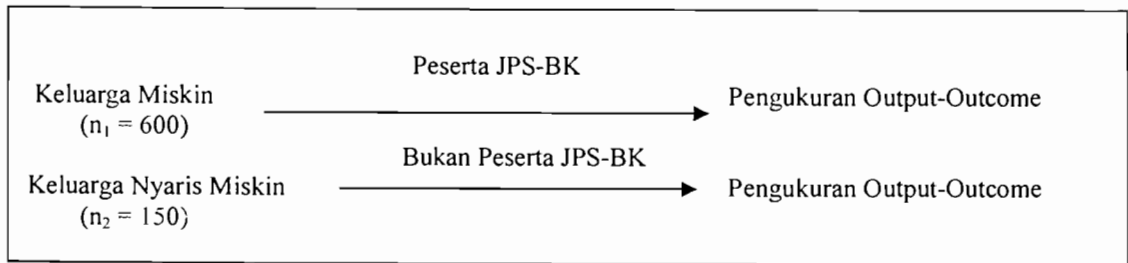 Peserta JPS-BK
Keluarga Miskin
Pengukuran Output-Outcome
(n₁ = 600)
Bukan Peserta JPS-BK
Keluarga Nyaris Miskin
Pengukuran Output-Outcome
(n₂ = 150)